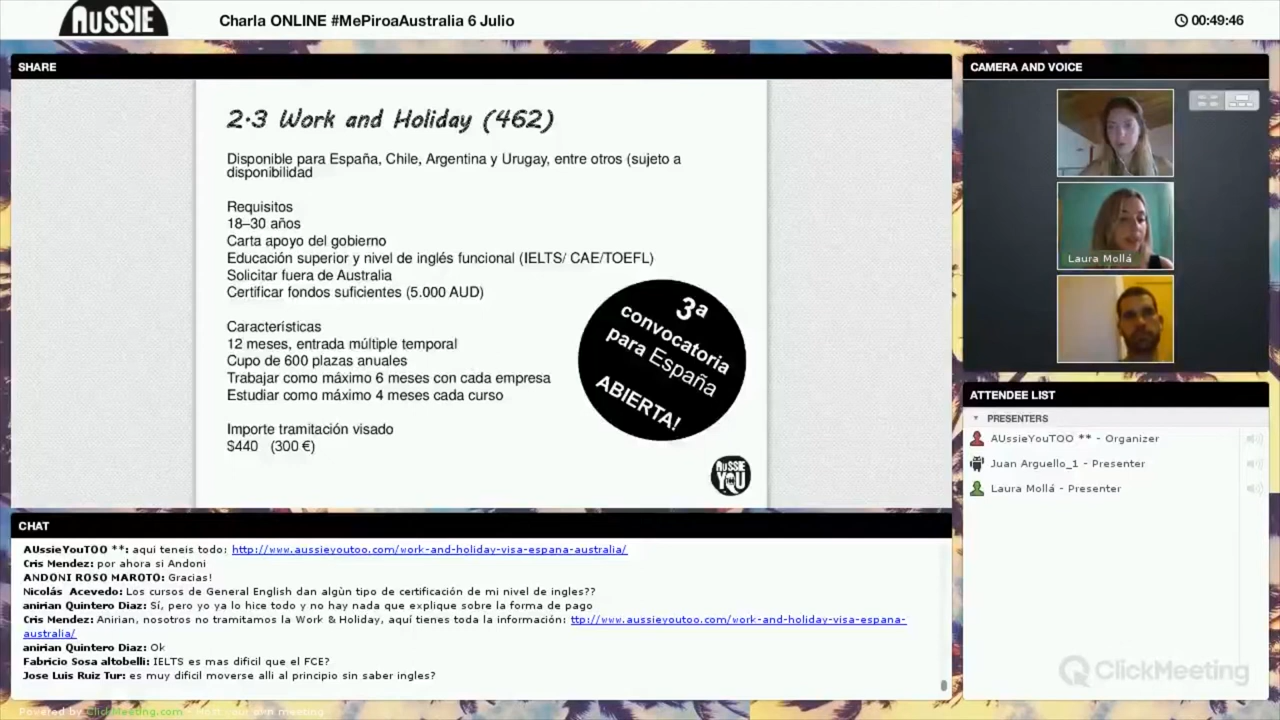 AUSSIE
Charla ONLINE #MePiroaAustralia 6 Julio
00:49:46
SHARE
2.3 Work and Holiday (462)
Disponible para España, Chile, Argentina y Urugay, entre otros (sujeto a
disponibilidad
Requisitos
18–30 años
Carta apoyo del gobierno
Educación superior y nivel de inglés funcional (IELTS/ CAE/TOEFL)
Solicitar fuera de Australia
Certificar fondos suficientes (5.000 AUD)
Características
12 meses, entrada múltiple temporal
Cupo de 600 plazas anuales
Trabajar como máximo 6 meses con cada empresa
Estudiar como máximo 4 meses cada curso
Importe tramitación visado
$440 (300 €)
3ª
convocatoria
para España
ABIERTA!
AUSSIE
YOU
CAMERA AND VOICE
Laura Mollá
ATTENDEE LIST
PRESENTERS
AUssieYouTOO ** - Organizer
Juan Arguello_1 - Presenter
Laura Mollá - Presenter
ClickMeeting
CHAT
AUssieYouTOO **: aqui teneis todo: http://www.aussieyoutoo.com/work-and-holiday-visa-espana-australia/
Cris Mendez: por ahora si Andoni
ANDONI ROSO MAROTO: Gracias!
Nicolás Acevedo: Los cursos de General English dan algùn tipo de certificación de mi nivel de ingles??
anirian Quintero Diaz: Sí, pero yo ya lo hice todo y no hay nada que explique sobre la forma de pago
Cris Mendez: Anirian, nosotros no tramitamos la Work & Holiday, aquí tienes toda la información: ttp://www.aussieyoutoo.com/work-and-holiday-visa-espana-
australia/
anirian Quintero Diaz: Ok
Fabricio Sosa altobelli: IELTS es mas dificil que el FCE?
Jose Luis Ruiz Tur: es muy dificil moverse alli al principio sin saber ingles?
Powered by ClickMeeting.com - Host your own meeting